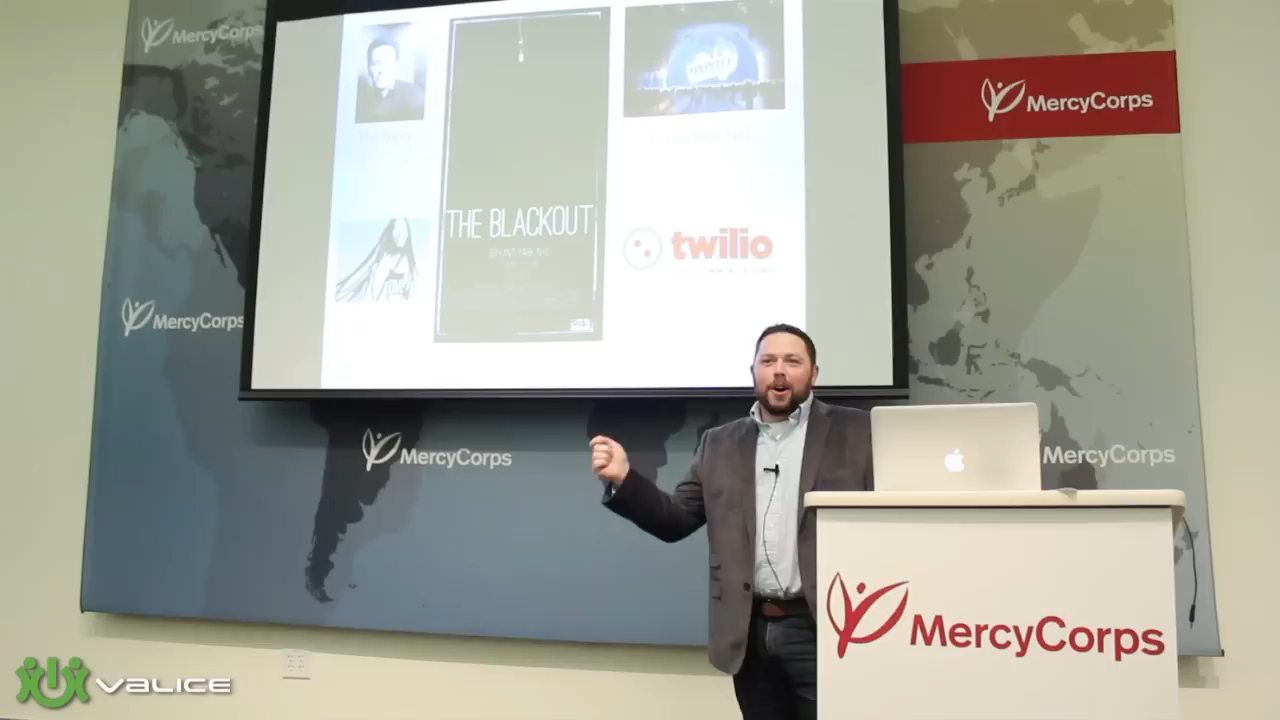 MercyCorps
MercyCorps
THE BLACKOUT
twilio
MercyCorps
MercyCorps
MercyCorps
MercyCorps
VALICE